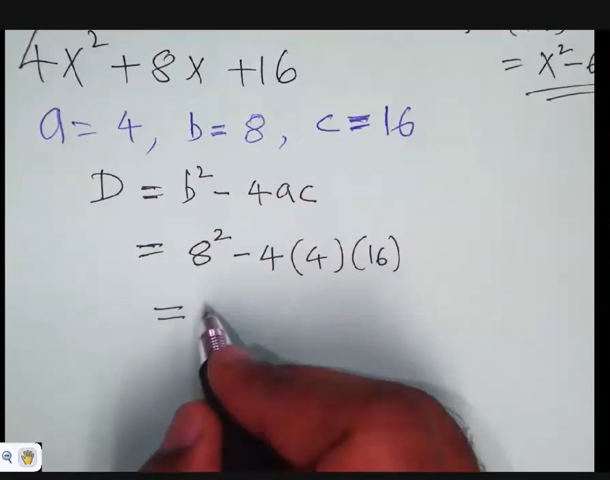 4x² + 8x + 16
= x² -
a = 4, b = 8, c = 16
D = b² - 4ac
= 8² - 4(4)(16)
=